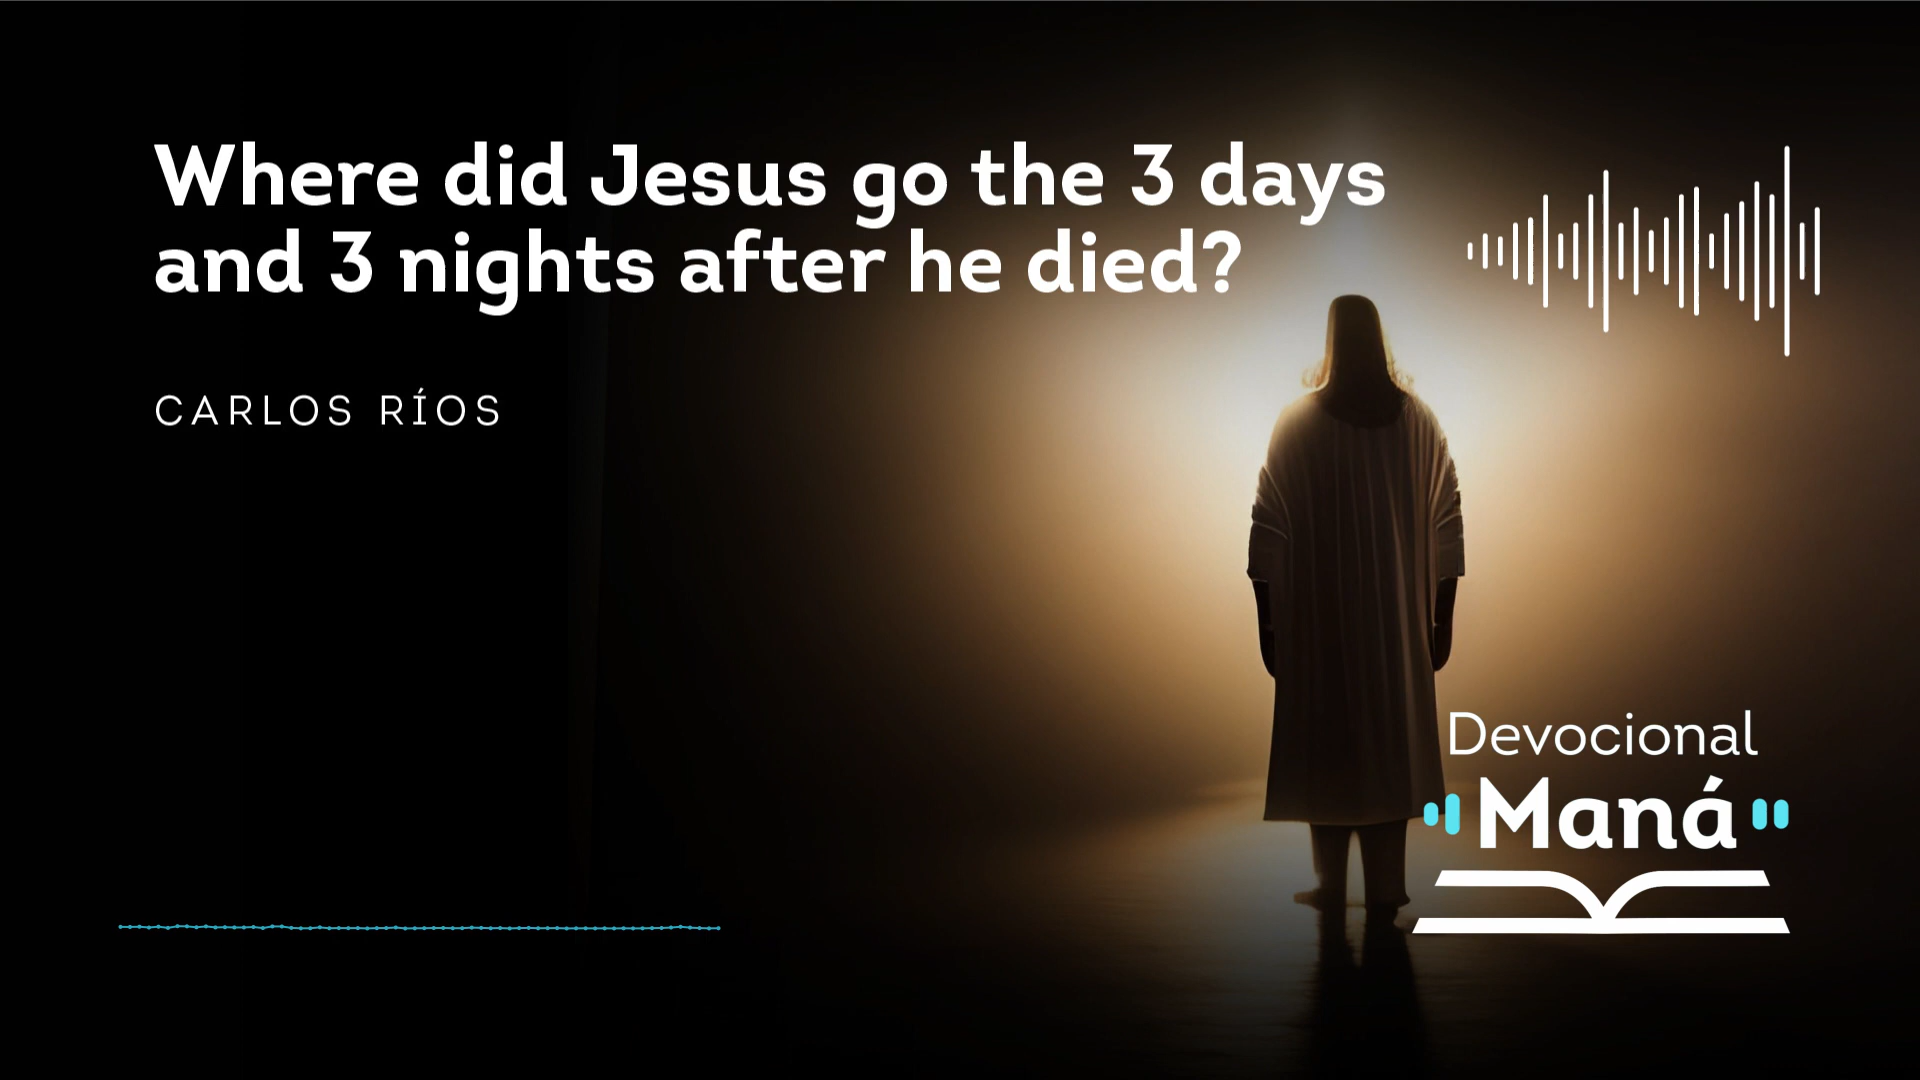 Where did Jesus go the 3 days
and 3 nights after he died?
CARLOS RÍOS
Devocional
Maná